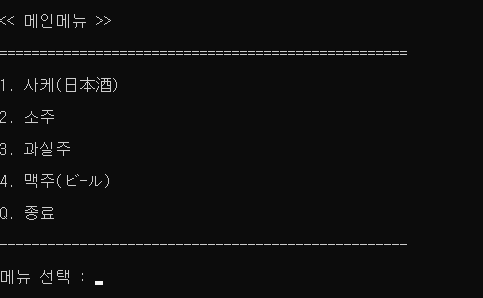 << 메인메뉴 >>
===================================================
1. 사케(日本酒)
2. 소주
3. 과실주
4. 맥주(ビール)
Q. 종료
---------------------------------------------------
메뉴 선택 : _